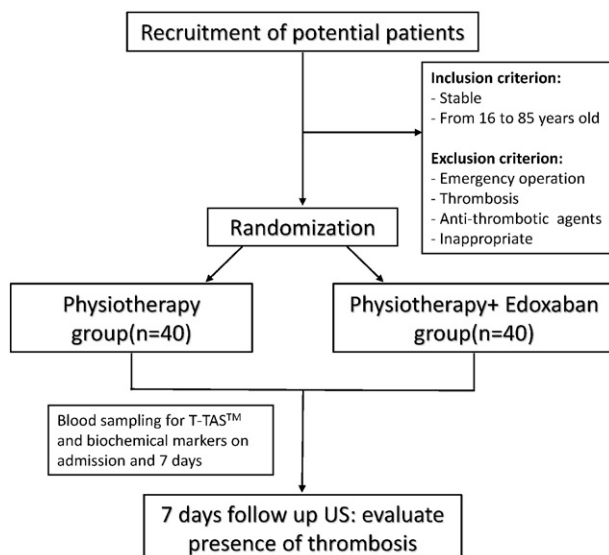 Recruitment of potential patients
Inclusion criterion:
- Stable
- From 16 to 85 years old
Exclusion criterion:
- Emergency operation
- Thrombosis
- Anti-thrombotic agents
- Inappropriate
Randomization
Physiotherapy
group(n=40)
Physiotherapy+ Edoxaban
group(n=40)
Blood sampling for T-TAS™
and biochemical markers on
admission and 7 days
7 days follow up US: evaluate
presence of thrombosis